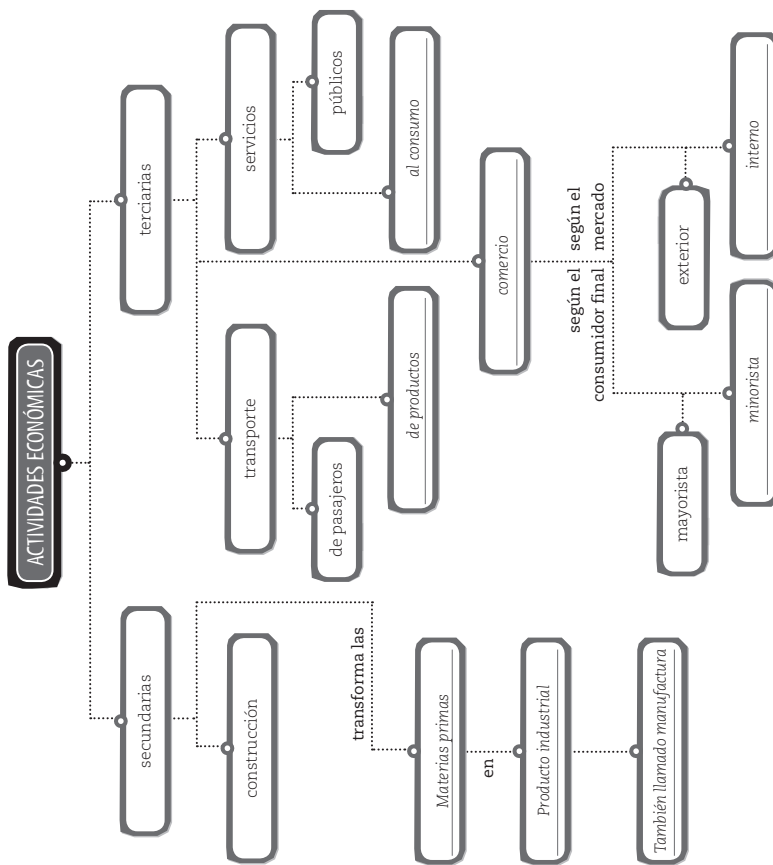 ACTIVIDADES ECONÓMICAS
secundarias
construcción
transforma las
Materias primas
en
Producto industrial
También llamado manufactura
terciarias
transporte
de pasajeros
de productos
servicios
públicos
al consumo
comercio
según el
consumidor final
mayorista
minorista
según el
mercado
exterior
interno